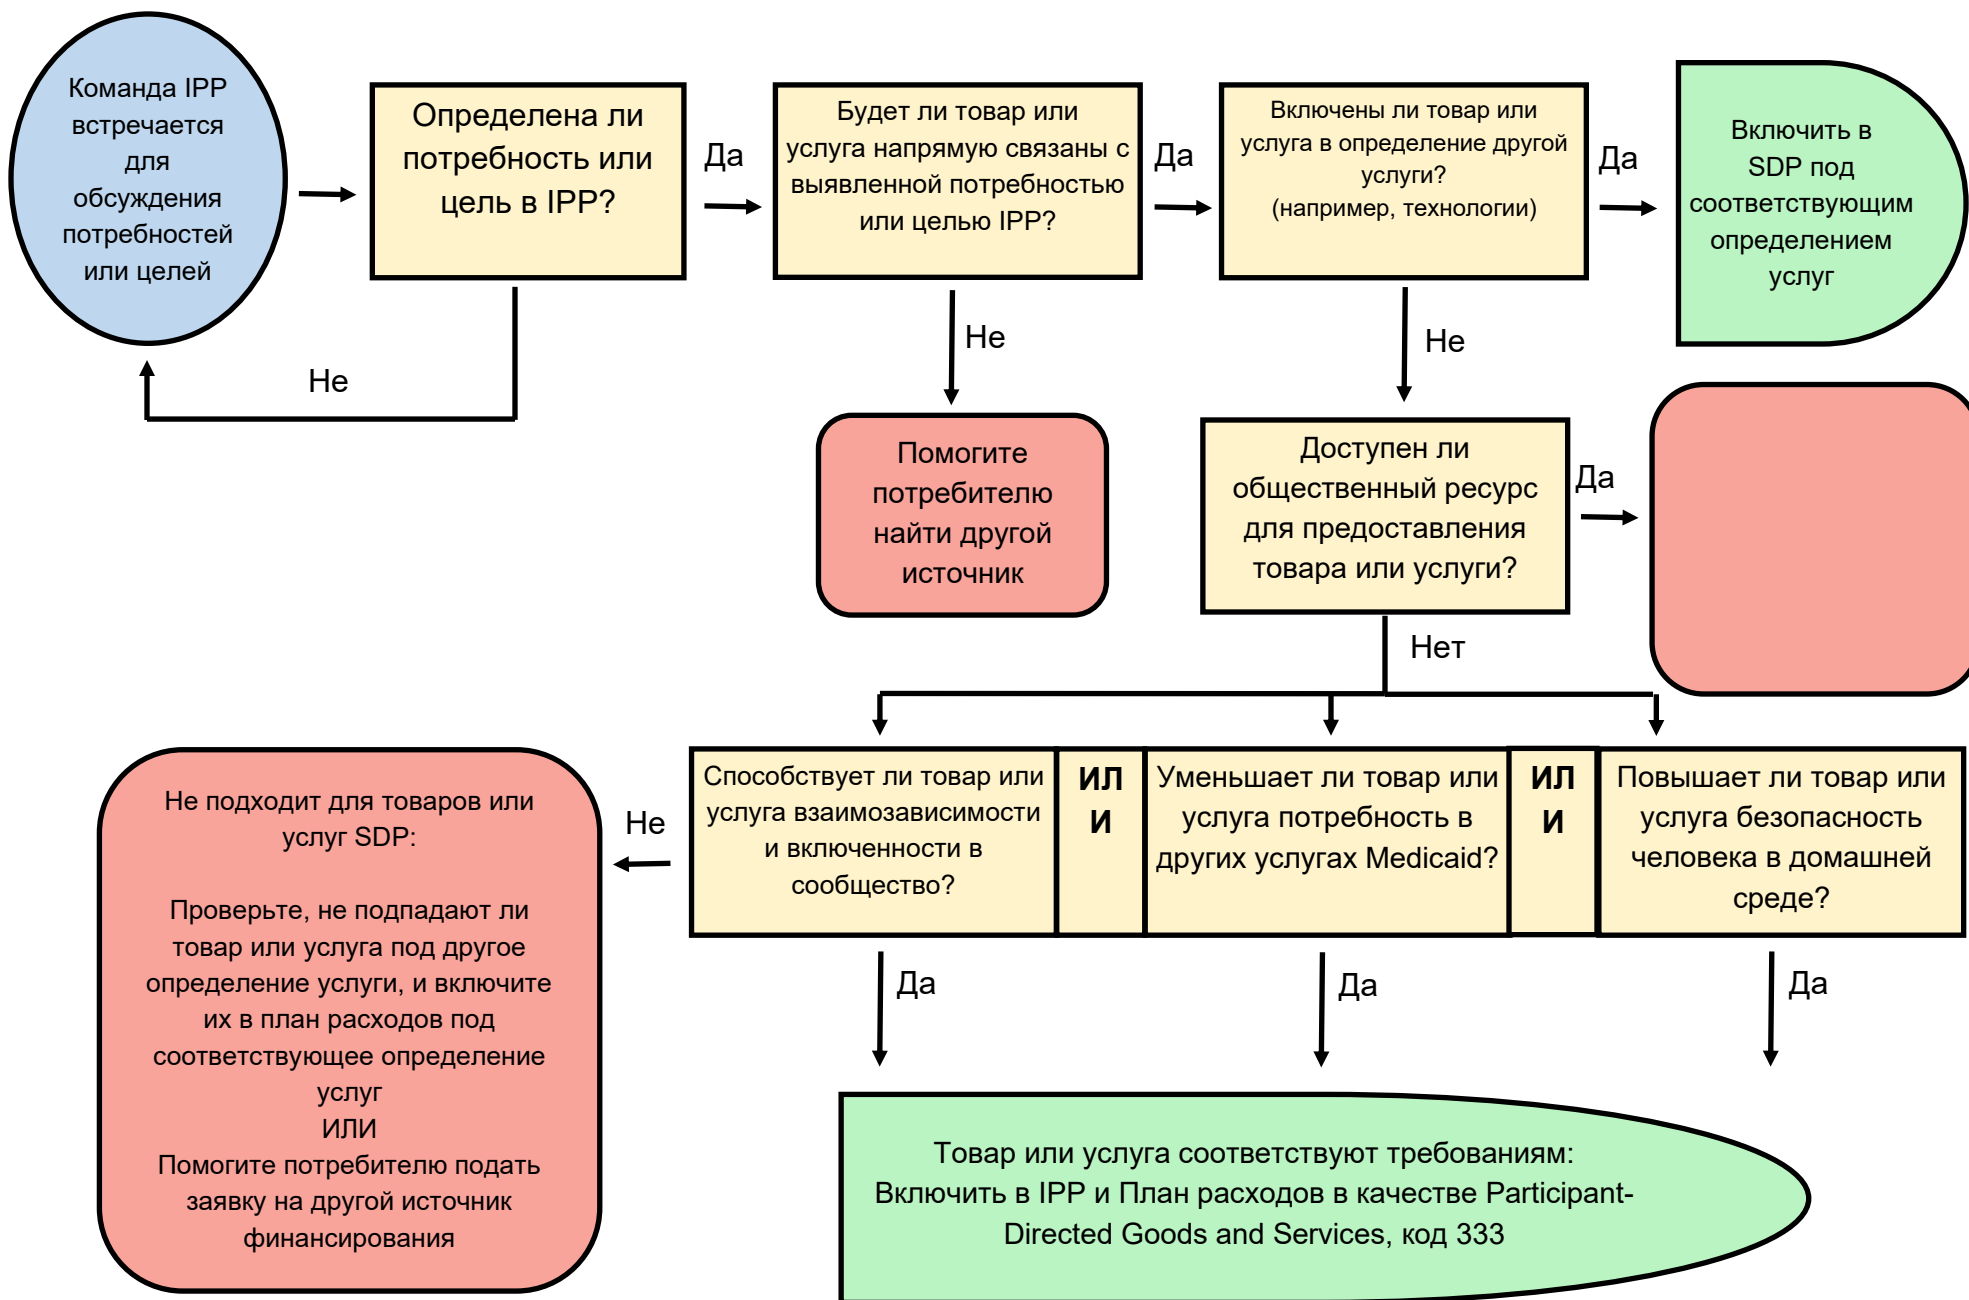 Команда IPP
встречается
для
обсуждения
потребностей
или целей
Определена ли
потребность или
цель в IPP?
Да
Будет ли товар или
услуга напрямую связаны с
выявленной потребностью
или целью IPP?
Да
Включены ли товар или
услуга в определение другой
услуги?
(например, технологии)
Да
Включить в
SDP под
соответствующим
определением
услуг
Не
Не
Не
Помогите
потребителю
найти другой
источник
Доступен ли
общественный ресурс
для предоставления
товара или услуги?
Да
Нет
Не подходит для товаров или
услуг SDP:
Проверьте, не подпадают ли
товар или услуга под другое
определение услуги, и включите
их в план расходов под
соответствующее определение
услуг
ИЛИ
Помогите потребителю подать
заявку на другой источник
финансирования
Не
Способствует ли товар или
услуга взаимозависимости
и включенности в
сообщество?
ИЛ
И
Уменьшает ли товар или
услуга потребность в
других услугах Medicaid?
ИЛ
И
Повышает ли товар или
услуга безопасность
человека в домашней
среде?
Да
Да
Да
Товар или услуга соответствуют требованиям:
Включить в IPP и План расходов в качестве Participant-
Directed Goods and Services, код 333